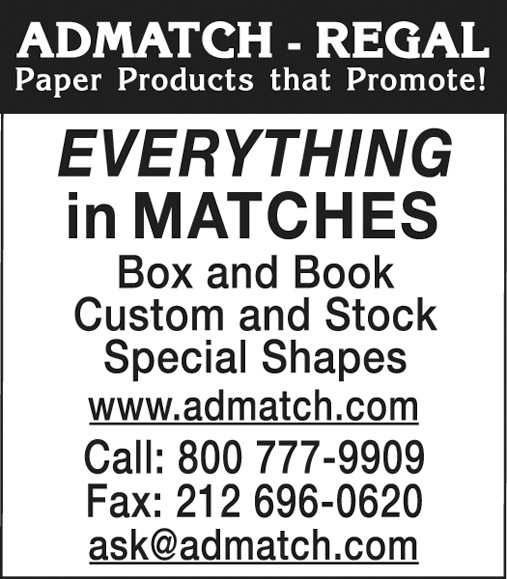 ADMATCH - REGAL
Paper Products that Promote!
EVERYTHING
in MATCHES
Box and Book
Custom and Stock
Special Shapes
www.admatch.com
Call: 800 777-9909
Fax: 212 696-0620
ask@admatch.com